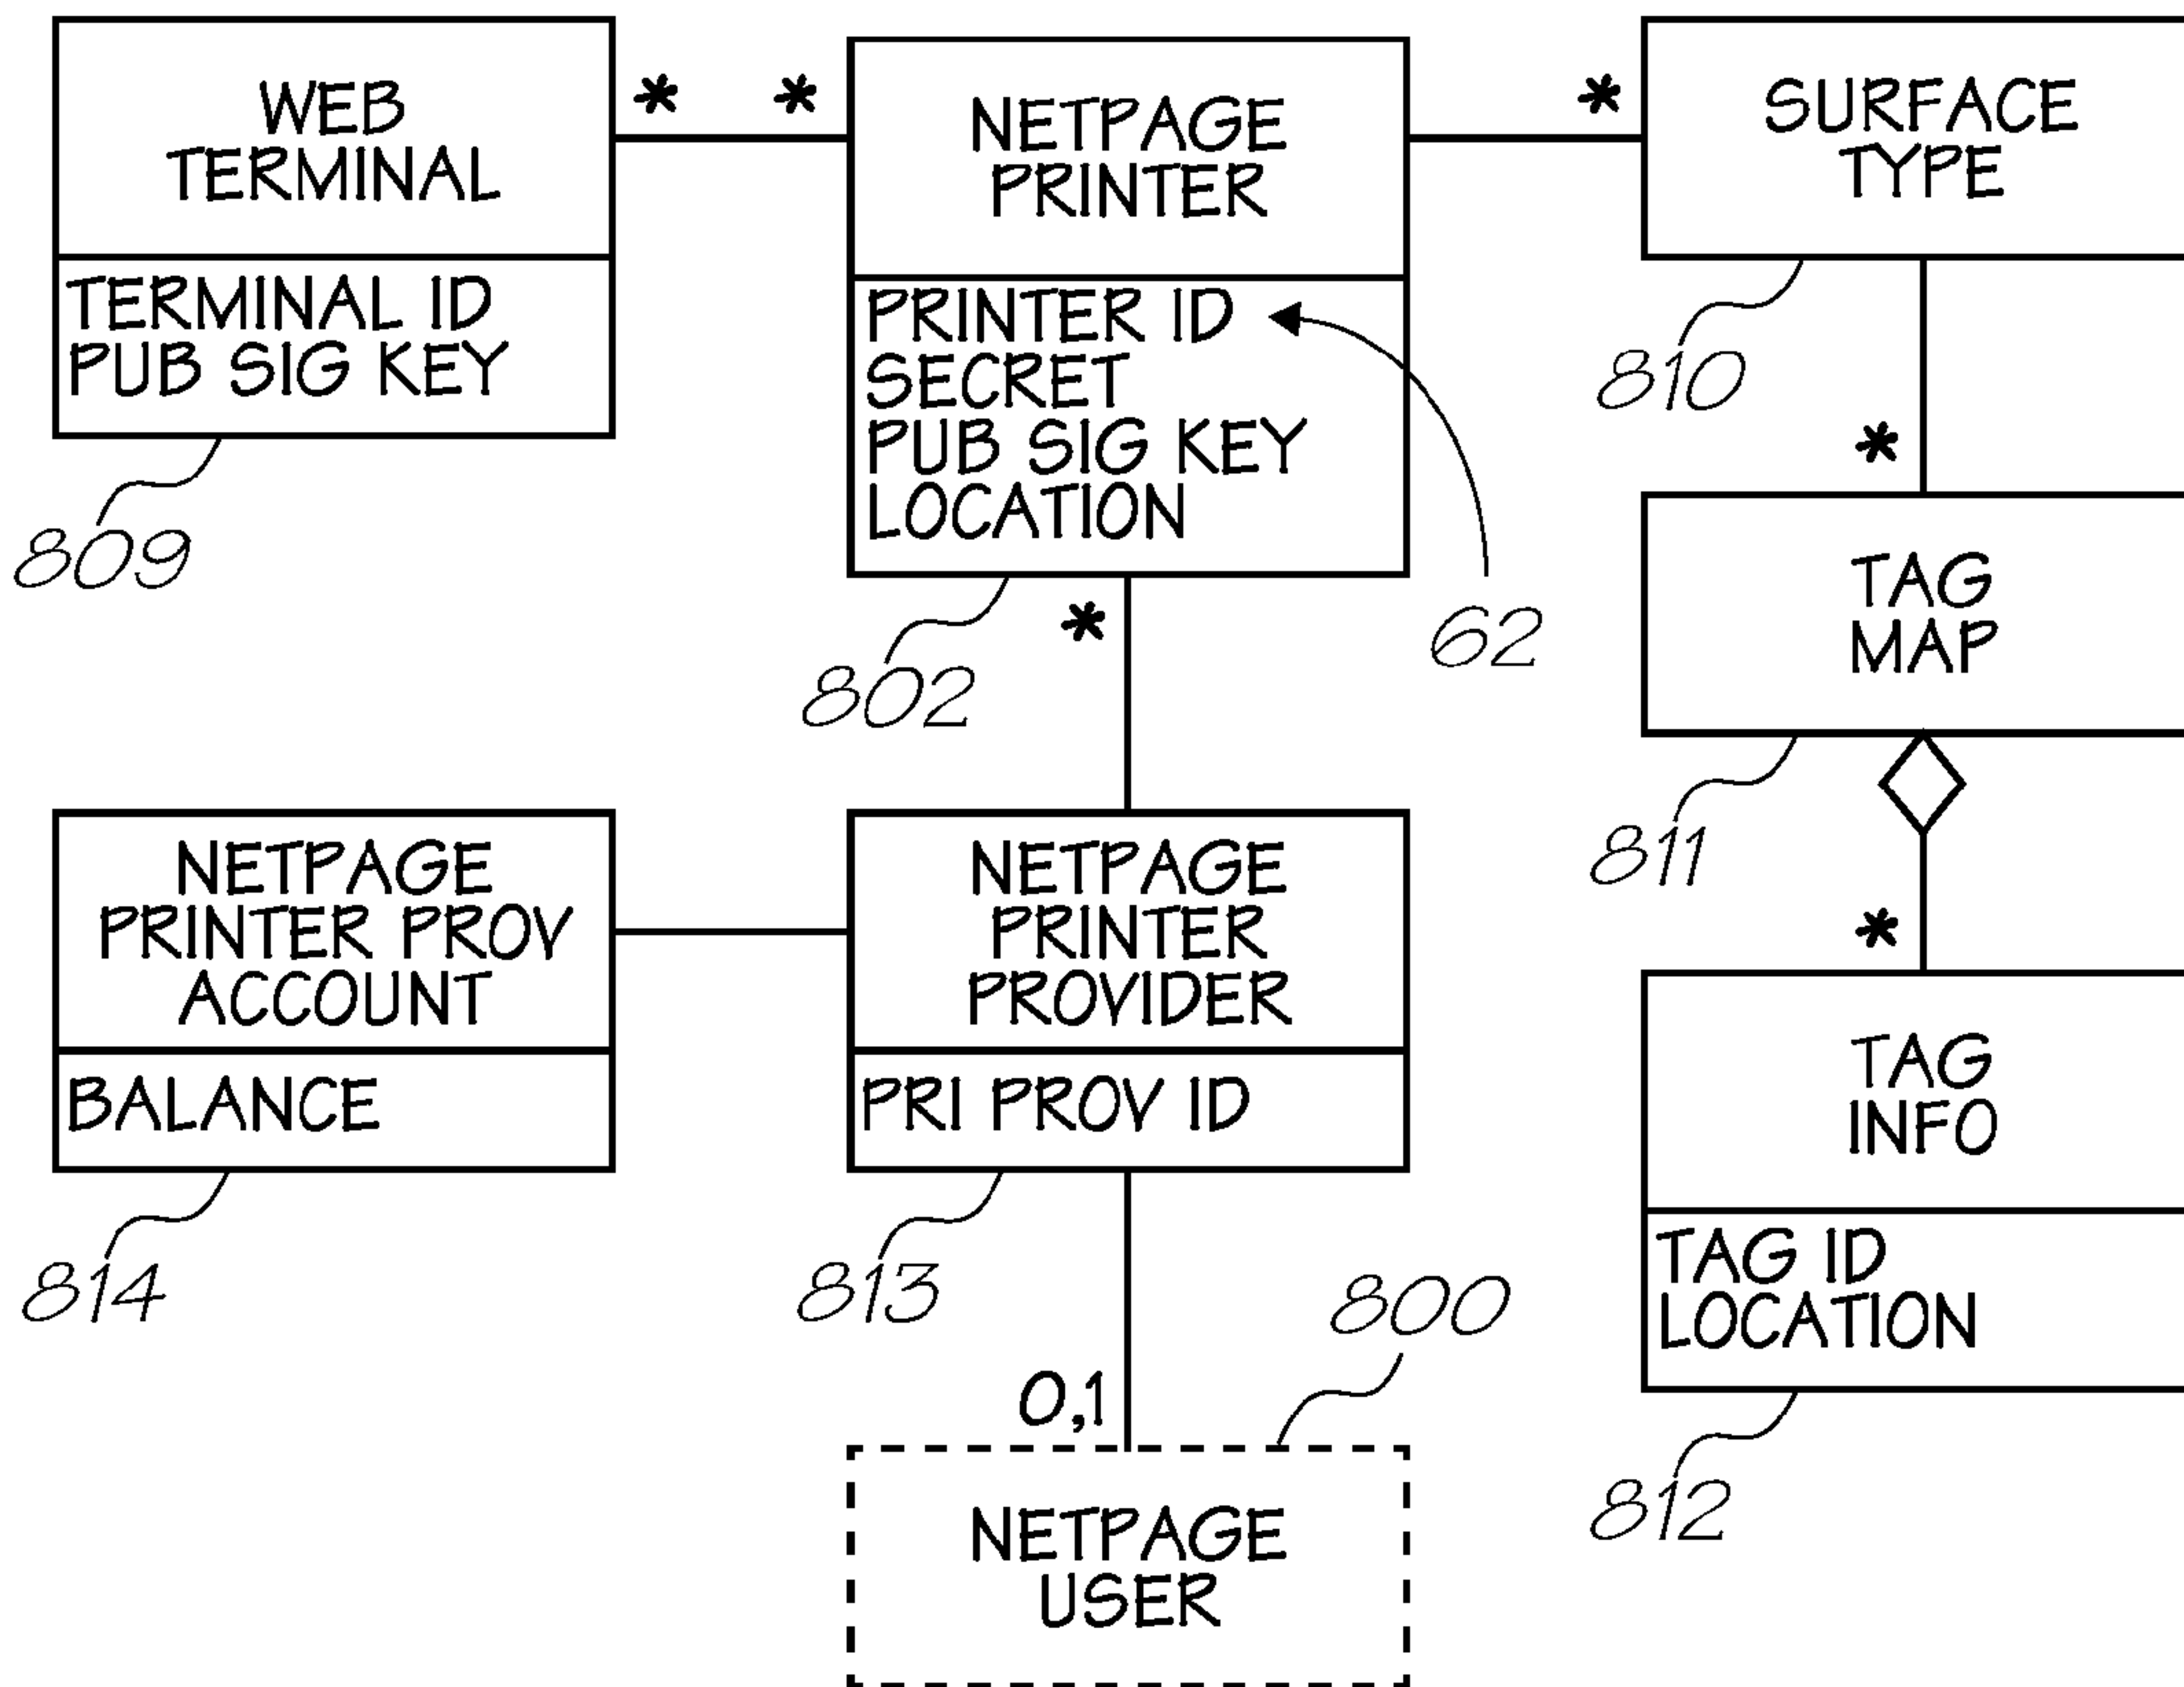 WEB
TERMINAL
TERMINAL ID
PUB SIG KEY
809
*
*
NETPAGE
PRINTER
PRINTER ID
SECRET
PUB SIG KEY
LOCATION
802
62
*
*
SURFACE
TYPE
810
*
TAG
MAP
811
*
TAG
INFO
TAG ID
LOCATION
812
NETPAGE
PRINTER PROV
ACCOUNT
BALANCE
814
NETPAGE
PRINTER
PROVIDER
PRI PROV ID
813
800
0,1
NETPAGE
USER